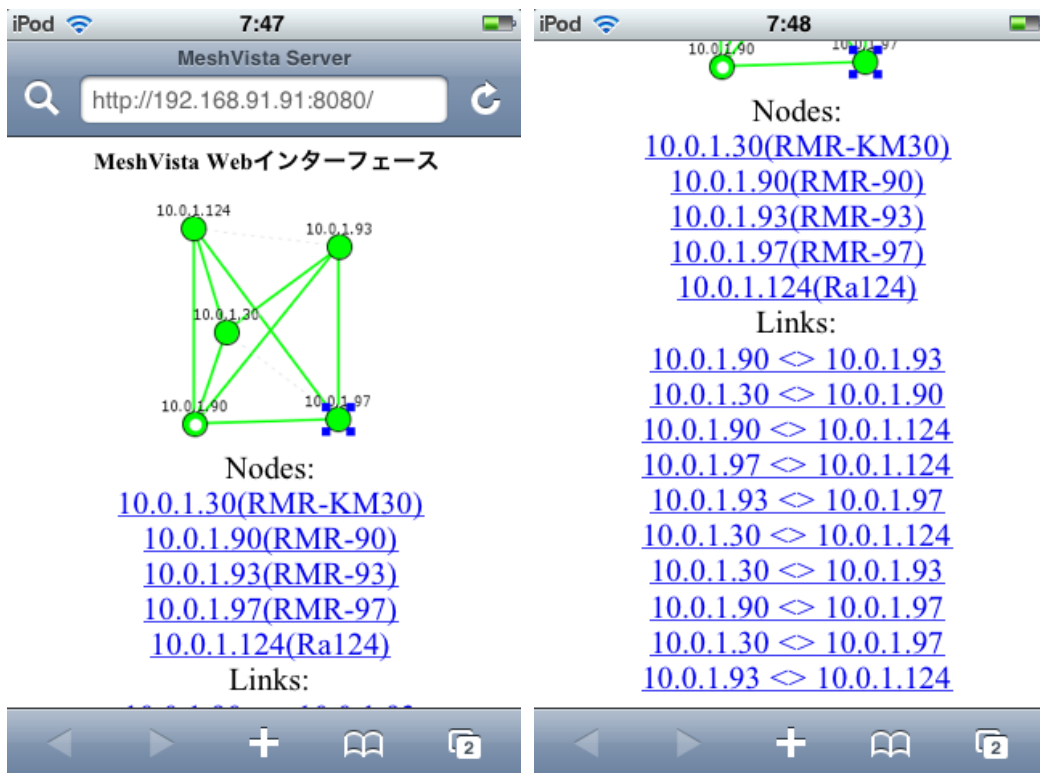 iPod 7:47
MeshVista Server
http://192.168.91.91:8080/
MeshVista Webインターフェース
10.0.1.124
10.0.1.93
10.0.1.30
10.0.1.90
10.0.1.97
Nodes:
10.0.1.30(RMR-KM30)
10.0.1.90(RMR-90)
10.0.1.93(RMR-93)
10.0.1.97(RMR-97)
10.0.1.124(Ra124)
Links:
2
iPod 7:48
10.0.1.90
10.0.1.97
Nodes:
10.0.1.30(RMR-KM30)
10.0.1.90(RMR-90)
10.0.1.93(RMR-93)
10.0.1.97(RMR-97)
10.0.1.124(Ra124)
Links:
10.0.1.90 <> 10.0.1.93
10.0.1.30 <> 10.0.1.90
10.0.1.90 <> 10.0.1.124
10.0.1.97 <> 10.0.1.124
10.0.1.93 <> 10.0.1.97
10.0.1.30 <> 10.0.1.124
10.0.1.30 <> 10.0.1.93
10.0.1.90 <> 10.0.1.97
10.0.1.30 <> 10.0.1.97
10.0.1.93 <> 10.0.1.124
2